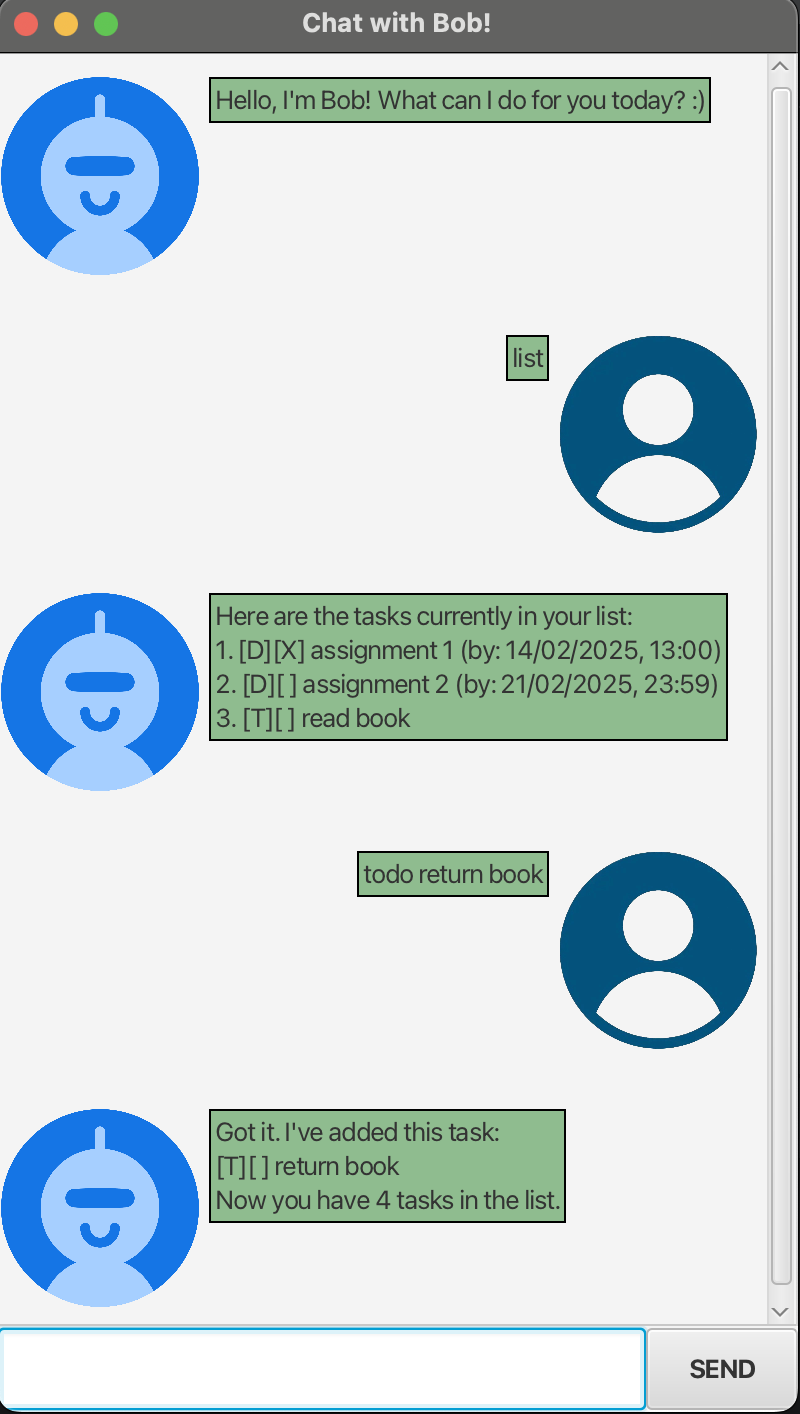 Chat with Bob!
Hello, I'm Bob! What can I do for you today? :)
list
Here are the tasks currently in your list:
1. [D][X] assignment 1 (by: 14/02/2025, 13:00)
2. [D][ ] assignment 2 (by: 21/02/2025, 23:59)
3. [T][ ] read book
todo return book
Got it. I've added this task:
[T][ ] return book
Now you have 4 tasks in the list.
SEND